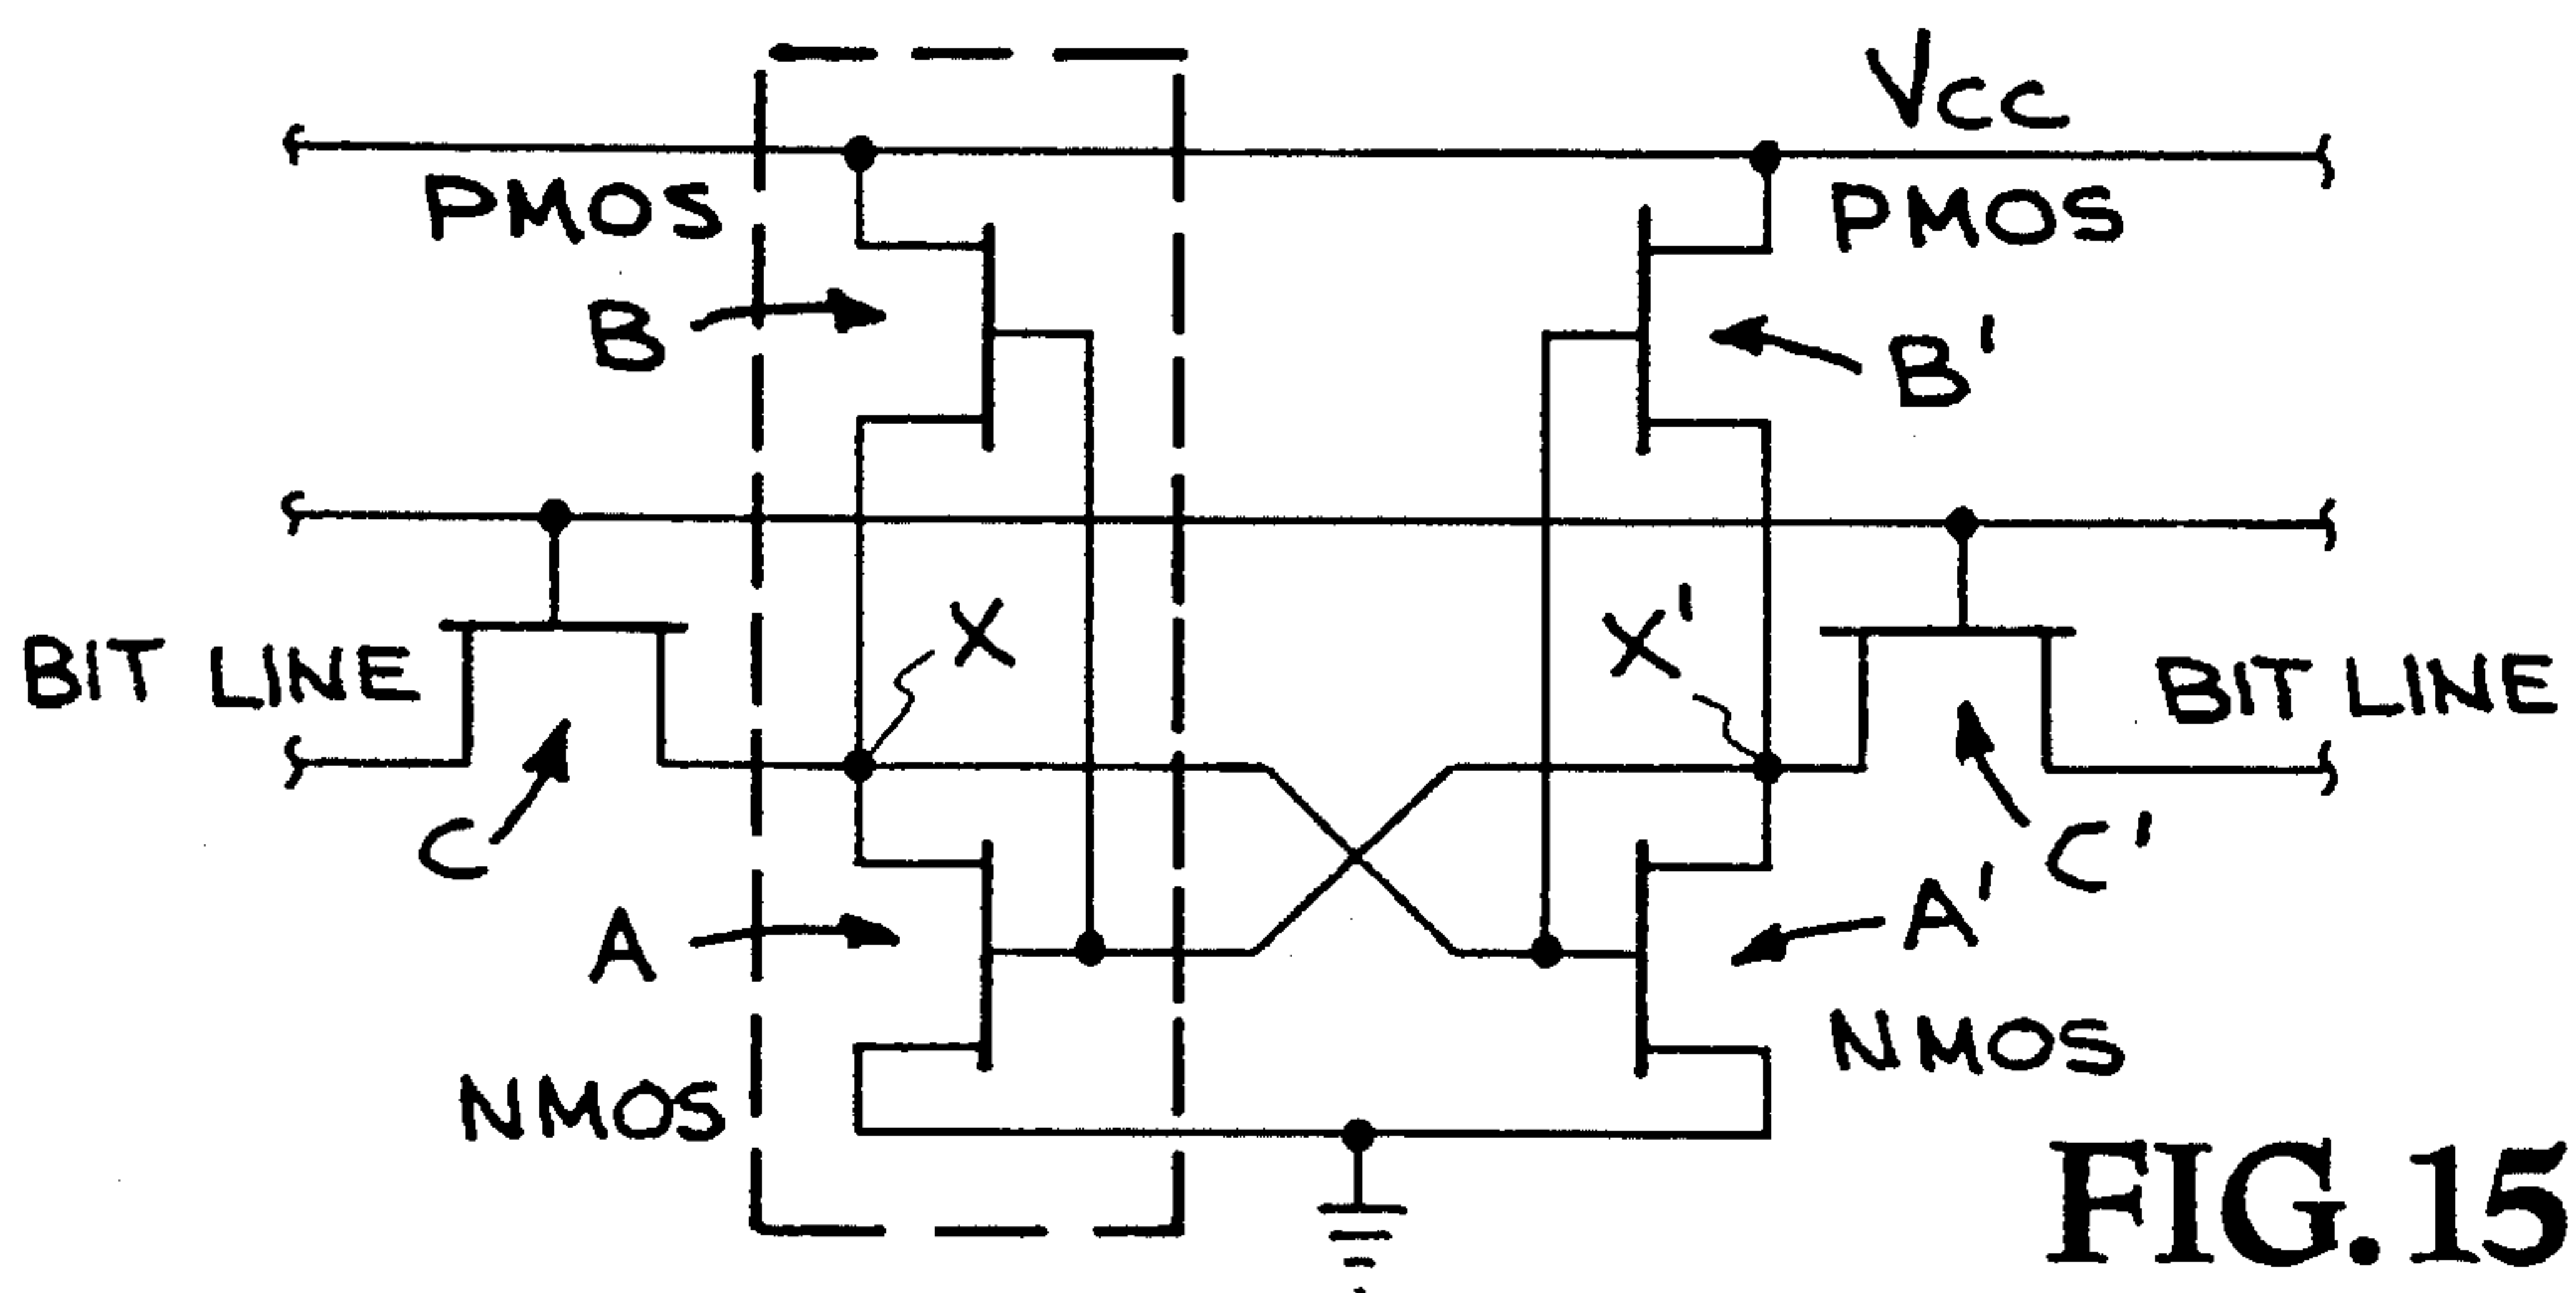 Vcc
PMOS
PMOS
B
B'
X
X'
BIT LINE
BIT LINE
C
C'
A
A'
NMOS
NMOS
FIG. 15